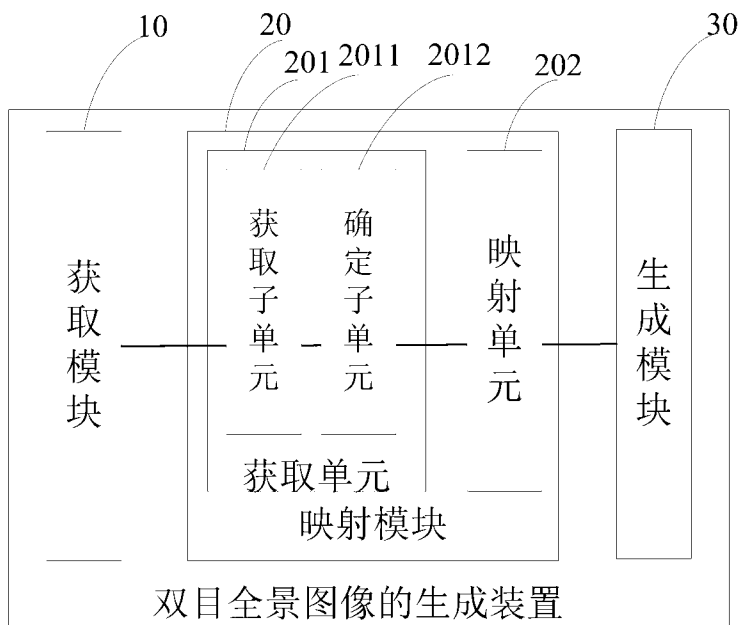 10
20
30
201
2011
2012
202
获取模块
获取子单元
确定子单元
映射单元
生成模块
获取单元
映射模块
双目全景图像的生成装置